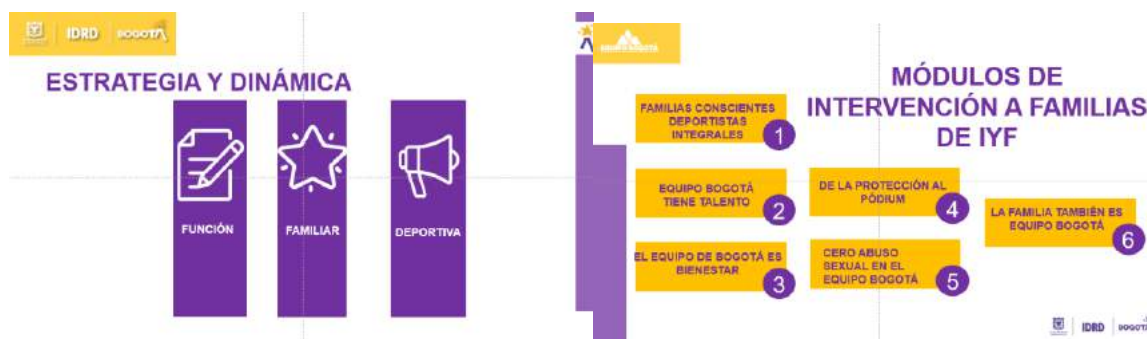 IDRD
BOGOTÁ
ESTRATEGIA Y DINÁMICA
FUNCIÓN
FAMILIAR
DEPORTIVA
EQUIPO BOGOTÁ
MÓDULOS DE
INTERVENCIÓN A FAMILIAS
DE IYF
FAMILIAS CONSCIENTES
DEPORTISTAS
INTEGRALES
1
EQUIPO BOGOTÁ
TIENE TALENTO
2
EL EQUIPO DE BOGOTÁ ES
BIENESTAR
3
DE LA PROTECCIÓN AL
PÓDIUM
4
CERO ABUSO
SEXUAL EN EL
EQUIPO BOGOTÁ
5
LA FAMILIA TAMBIÉN ES
EQUIPO BOGOTÁ
6
IDRD